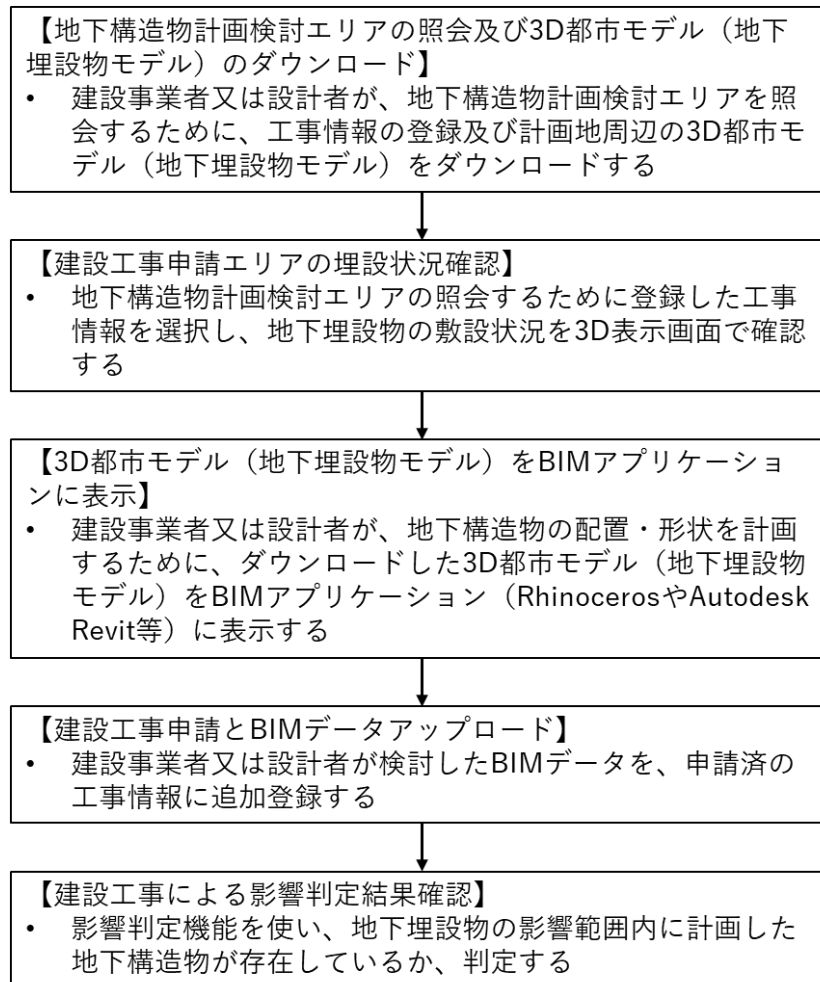 【地下構造物計画検討エリアの照会及び3D都市モデル（地下
埋設物モデル）のダウンロード】
• 建設事業者又は設計者が、地下構造物計画検討エリアを照
会するために、工事情報の登録及び計画地周辺の3D都市モ
デル（地下埋設物モデル）をダウンロードする
【建設工事申請エリアの埋設状況確認】
• 地下構造物計画検討エリアの照会するために登録した工事
情報を選択し、地下埋設物の敷設状況を3D表示画面で確認
する
【3D都市モデル（地下埋設物モデル）をBIMアプリケーショ
ンに表示】
• 建設事業者又は設計者が、地下構造物の配置・形状を計画
するために、ダウンロードした3D都市モデル（地下埋設物
モデル）をBIMアプリケーション（RhinocerosやAutodesk
Revit等）に表示する
【建設工事申請とBIMデータアップロード】
• 建設事業者又は設計者が検討したBIMデータを、申請済の
工事情報に追加登録する
【建設工事による影響判定結果確認】
• 影響判定機能を使い、地下埋設物の影響範囲内に計画した
地下構造物が存在しているか、判定する